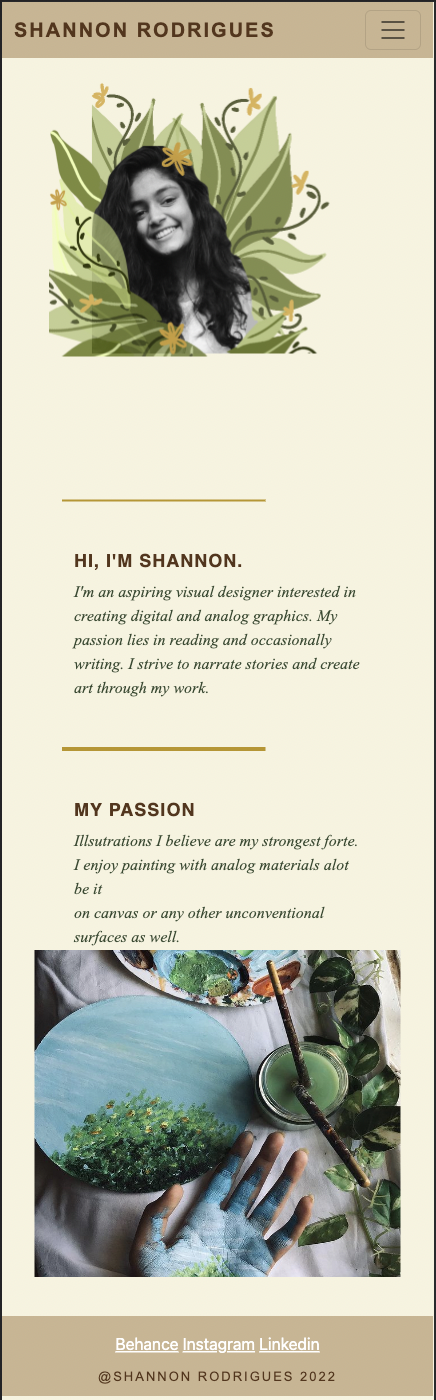 SHANNON RODRIGUES
HI, I'M SHANNON.
I'm an aspiring visual designer interested in
creating digital and analog graphics. My
passion lies in reading and occasionally
writing. I strive to narrate stories and create
art through my work.
MY PASSION
Illsutrations I believe are my strongest forte.
I enjoy painting with analog materials alot
be it
on canvas or any other unconventional
surfaces as well.
Behance Instagram Linkedin
@SHANNON RODRIGUES 2022